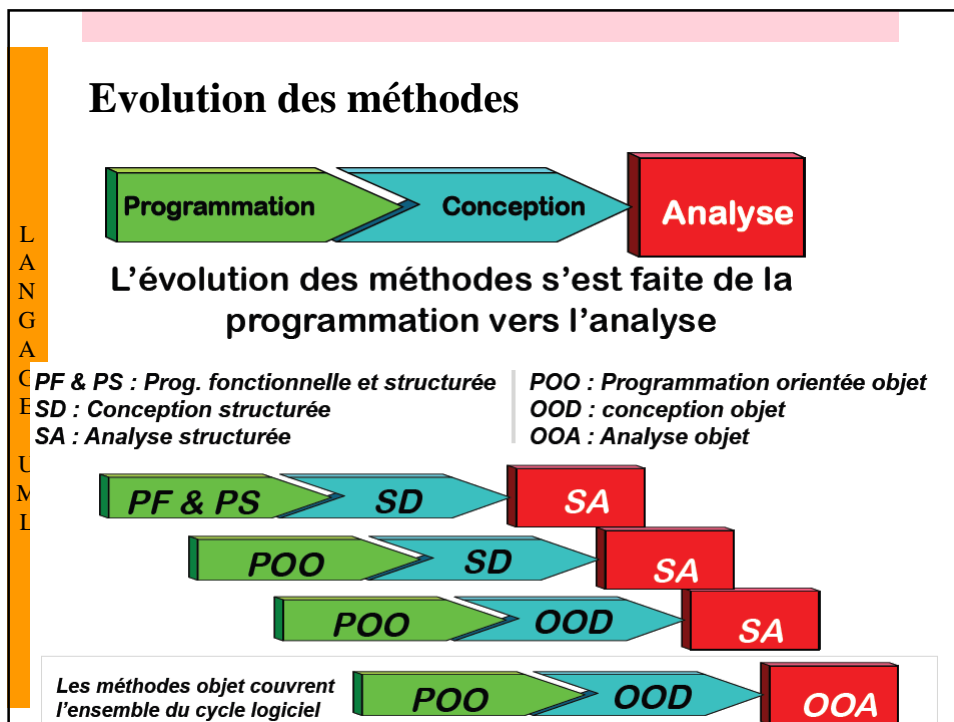 Evolution des méthodes
Programmation
Conception
Analyse
L'évolution des méthodes s'est faite de la
programmation vers l'analyse
LANGAGE UML
PF & PS : Prog. fonctionnelle et structurée
SD : Conception structurée
SA : Analyse structurée
POO : Programmation orientée objet
OOD : conception objet
OOA : Analyse objet
PF & PS
SD
SA
POO
SD
SA
POO
OOD
SA
Les méthodes objet couvrent
l'ensemble du cycle logiciel
POO
OOD
OOA